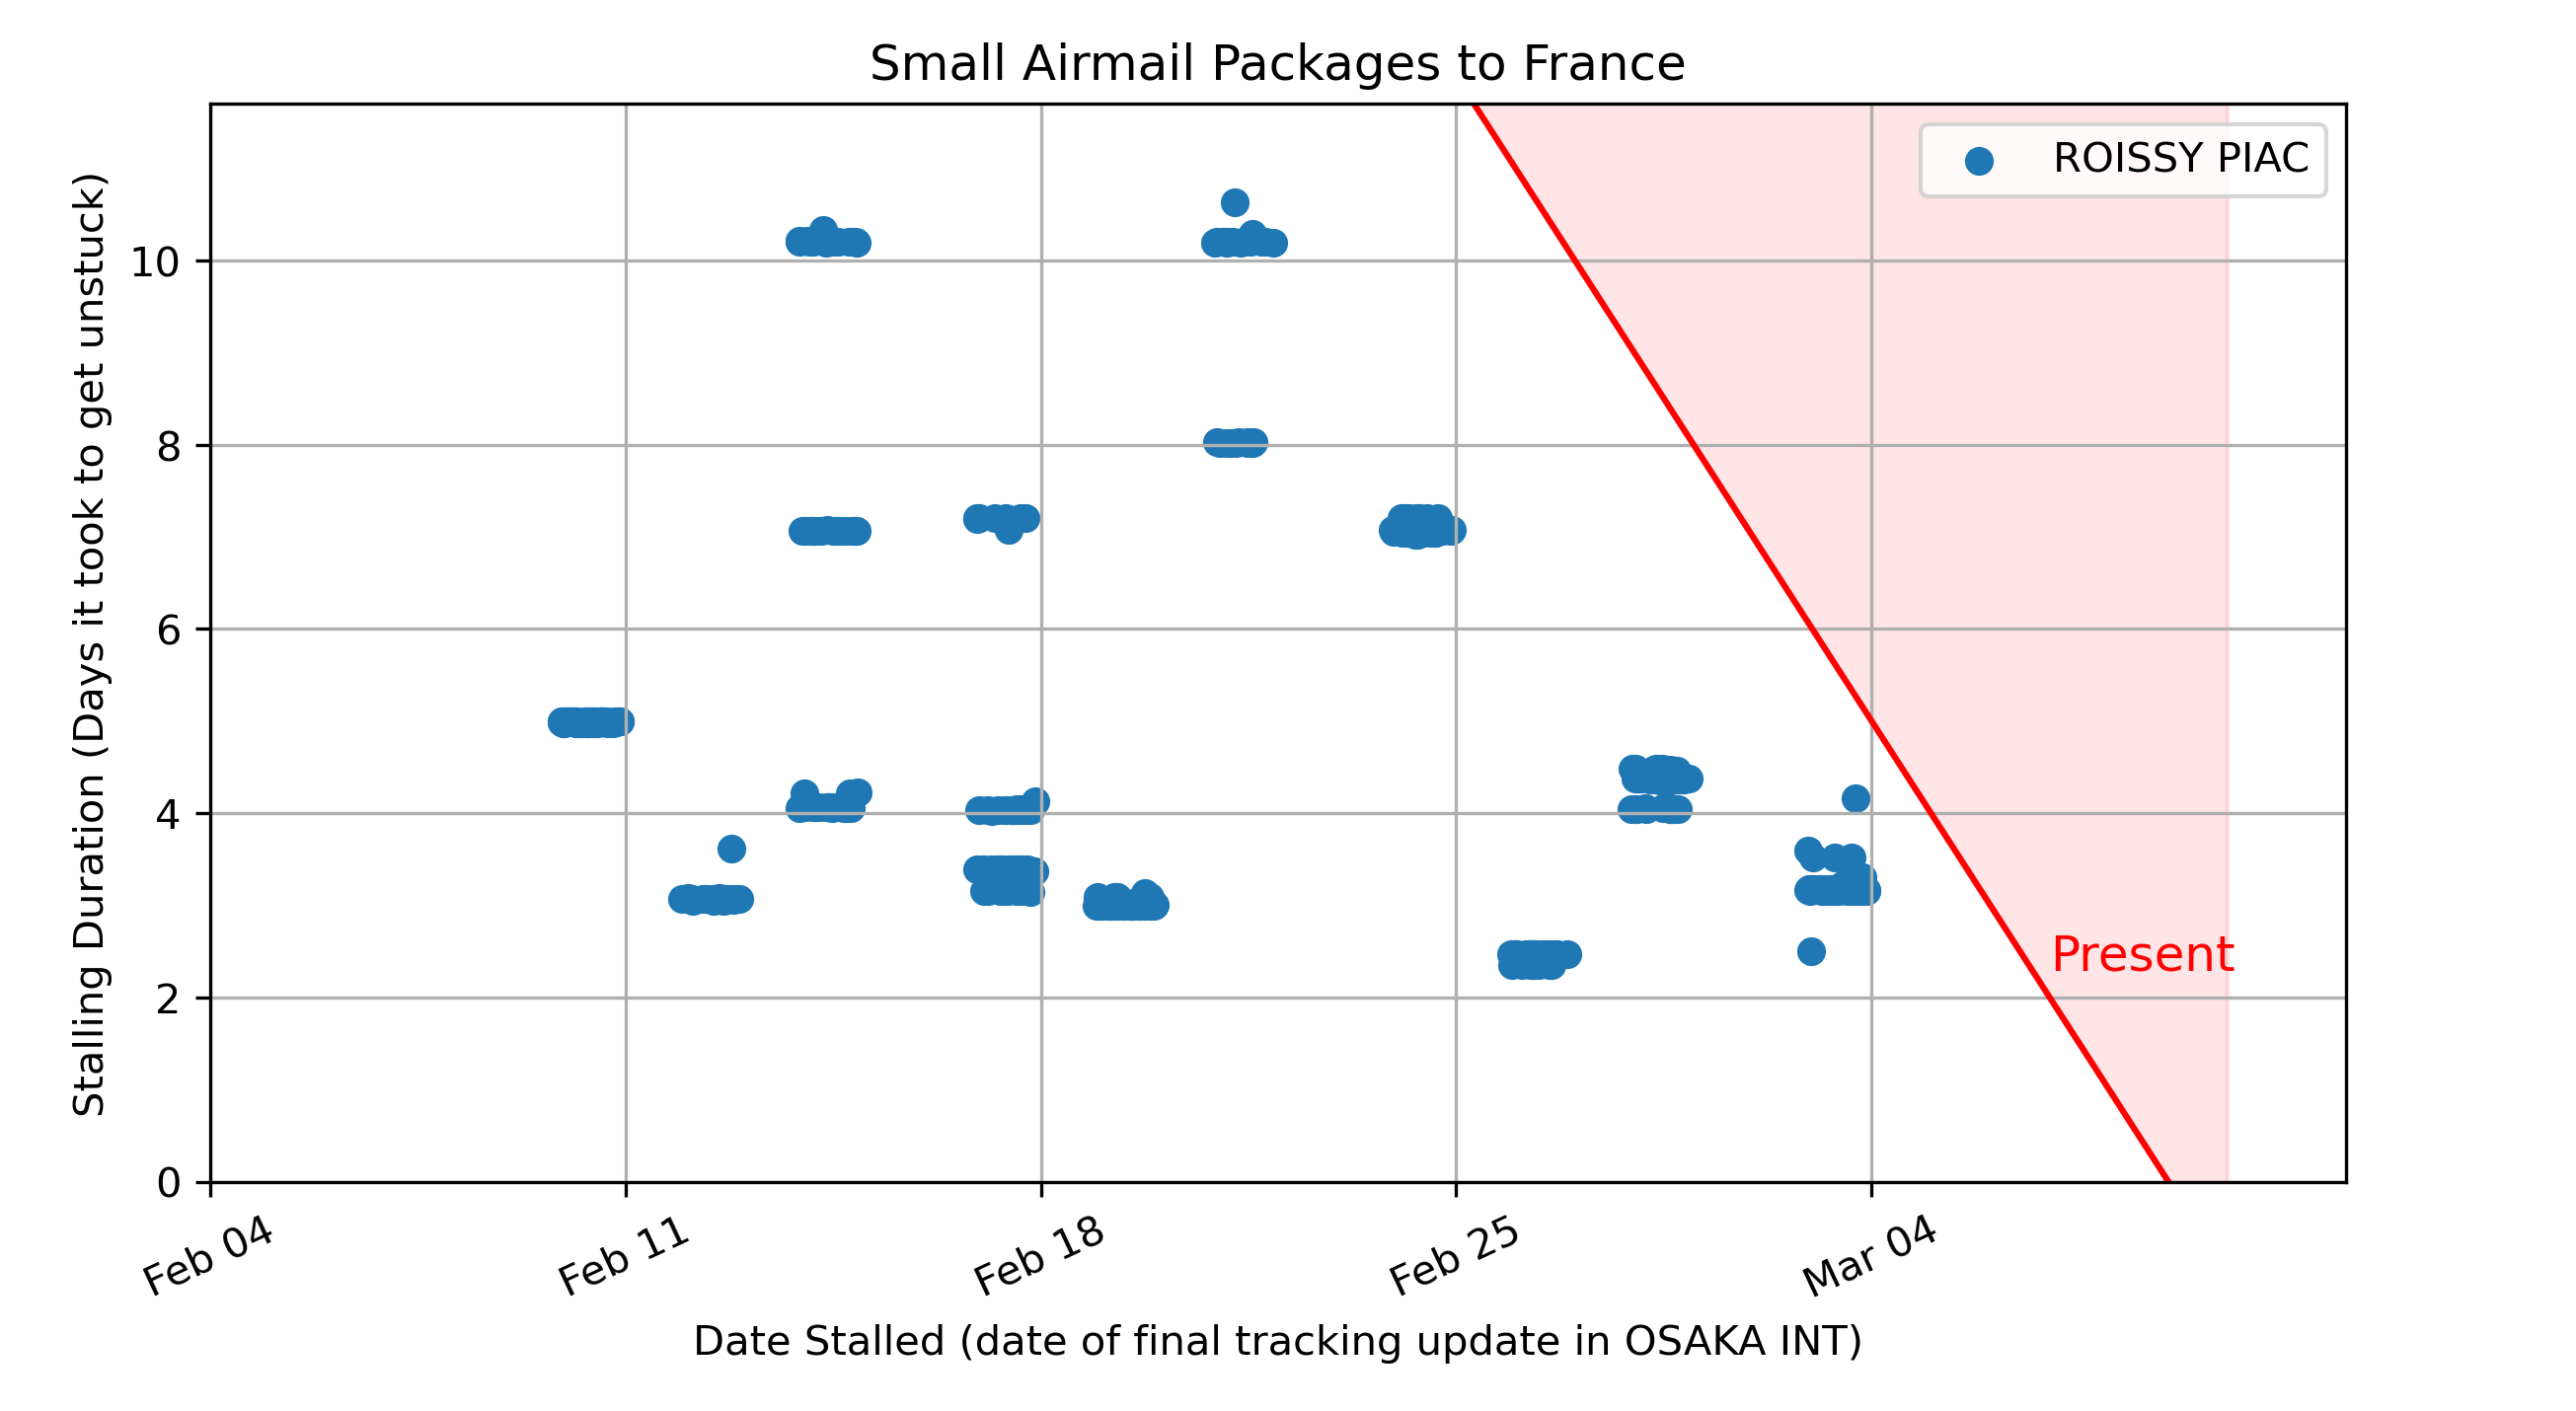 Small Airmail Packages to France
ROISSY PIAC
Stalling Duration (Days it took to get unstuck)
10
8
6
4
2
0
Present
Feb 04
Feb 11
Feb 18
Feb 25
Mar 04
Date Stalled (date of final tracking update in OSAKA INT)